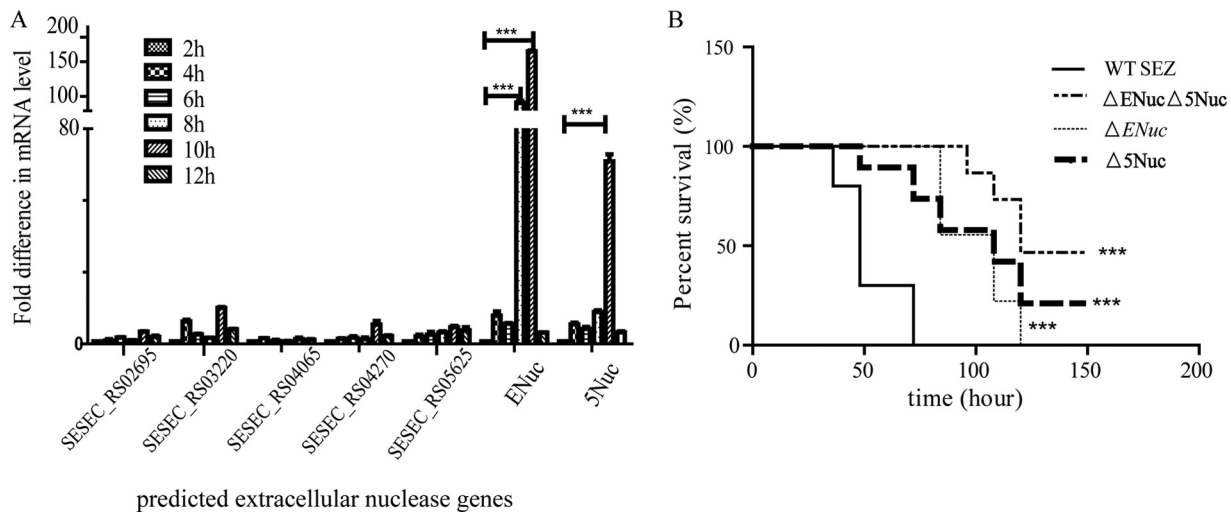 A
Fold difference in mRNA level
200
150
100
80
0
2h
4h
6h
8h
10h
12h
***
***
***
SESEC_RS02695
SESEC_RS03220
SESEC_RS04065
SESEC_RS04270
SESEC_RS05625
ENuc
5Nuc
predicted extracellular nuclease genes
B
Percent survival (%)
150
100
50
0
WT SEZ
△ENuc△5Nuc
△ENuc
△5Nuc
***
***
***
0
50
100
150
200
time (hour)